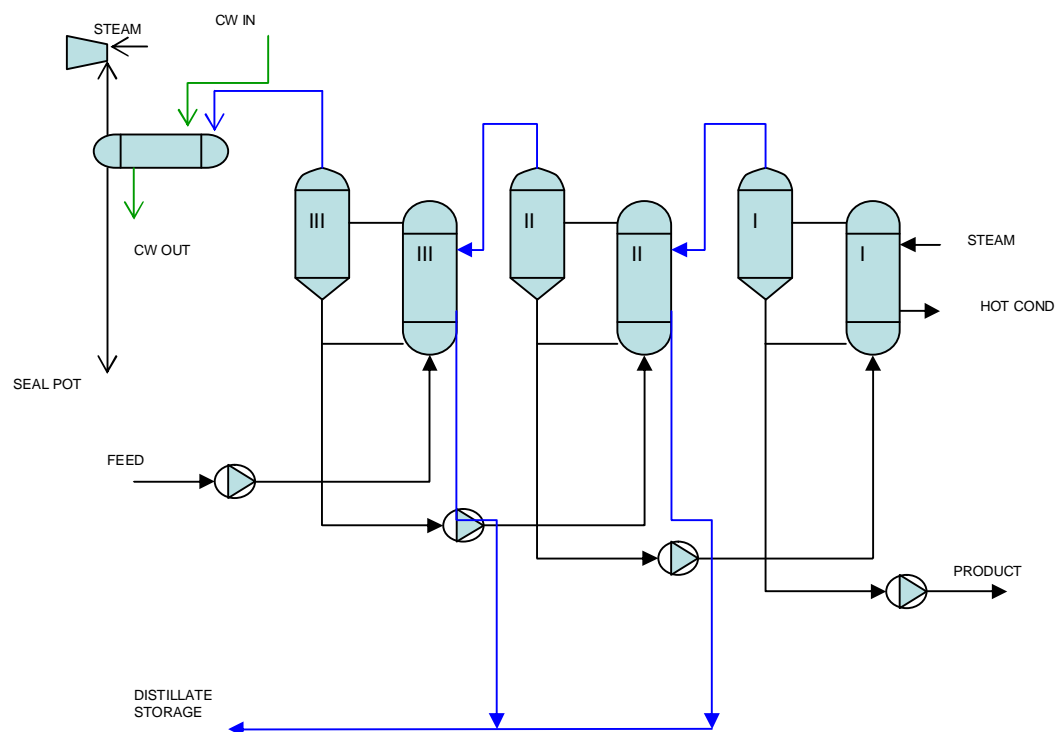 CW IN
STEAM
III
III
II
II
I
I
STEAM
CW OUT
HOT COND
SEAL POT
FEED
PRODUCT
DISTILLATE
STORAGE